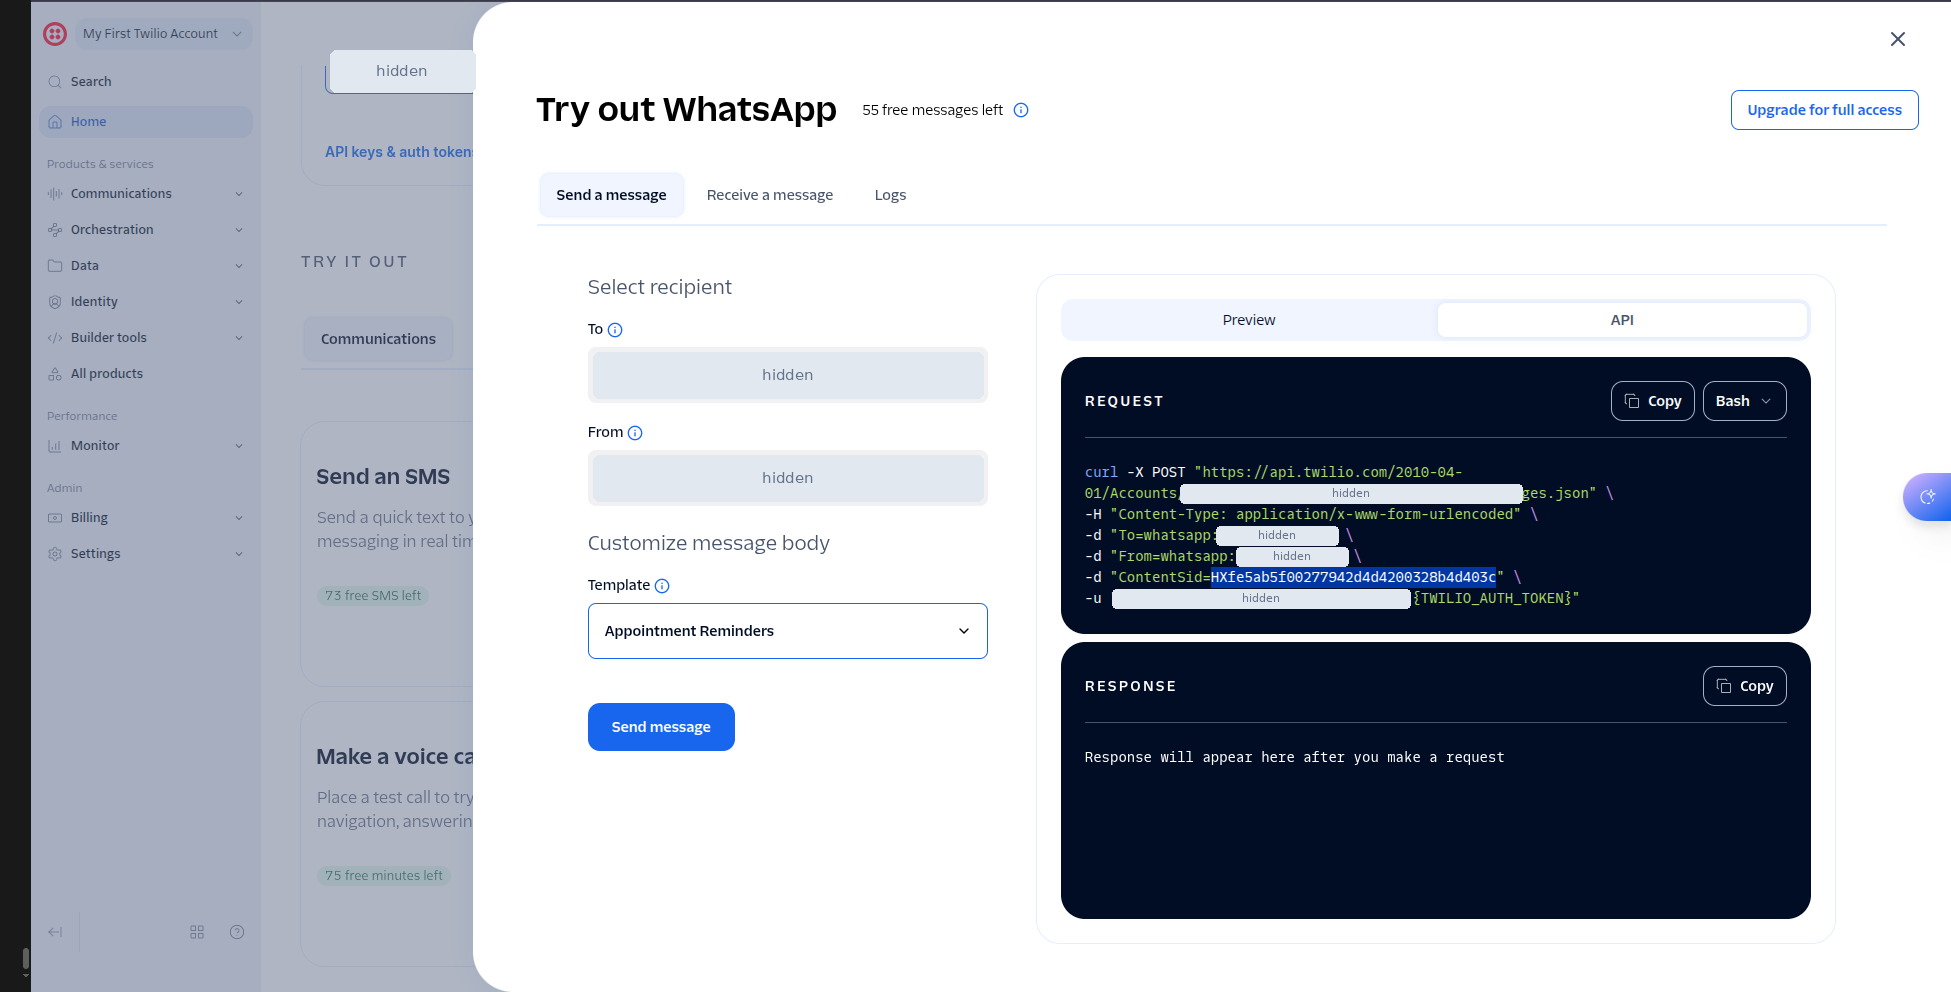 My First Twilio Account
Search
Home
Products & services
Communications
Orchestration
Data
Identity
Builder tools
All products
Performance
Monitor
Admin
Billing
Settings
hidden
API keys & auth tokens
TRY IT OUT
Communications
Send an SMS
Send a quick text to y
messaging in real tim
73 free SMS left
Make a voice ca
Place a test call to try
navigation, answerin
75 free minutes left
Try out WhatsApp
55 free messages left
Upgrade for full access
Send a message
Receive a message
Logs
Select recipient
To
hidden
From
hidden
Customize message body
Template
Appointment Reminders
Send message
Preview
API
REQUEST
Copy
Bash
curl -X POST "https://api.twilio.com/2010-04-
01/Accounts/hidden ges.json" \
-H "Content-Type: application/x-www-form-urlencoded" \
-d "To=whatsapp: hidden \
-d "From=whatsapp: hidden \
-d "ContentSid=HXfe5ab5f00277942d4d4200328b4d403c" \
-u hidden {TWILIO_AUTH_TOKEN}"
RESPONSE
Copy
Response will appear here after you make a request